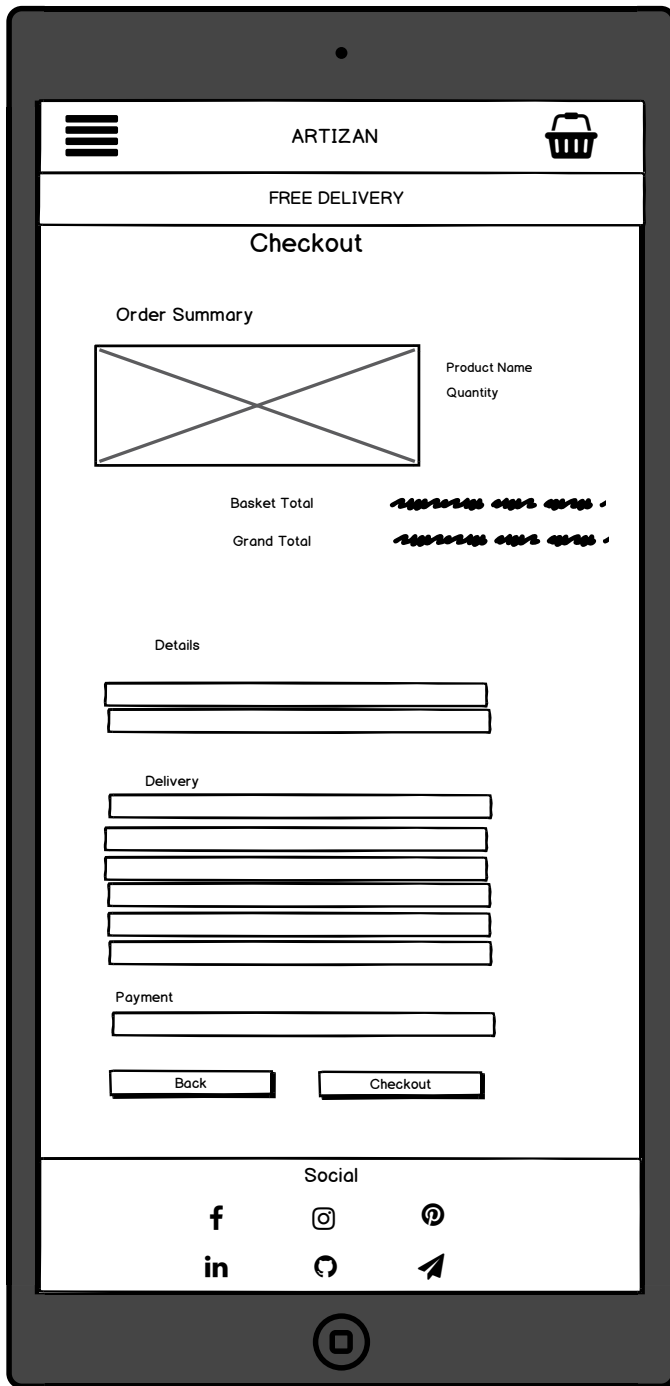 ARTIZAN
FREE DELIVERY
Checkout
Order Summary
Product Name
Quantity
Basket Total
Grand Total
Details
Delivery
Payment
Back Checkout
Social